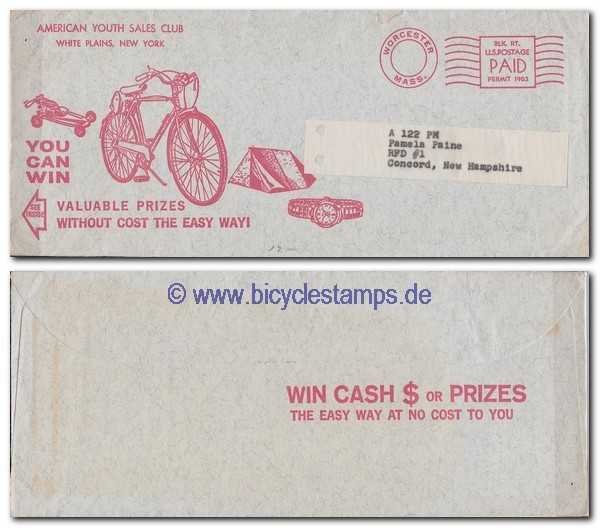 AMERICAN YOUTH SALES CLUB
WHITE PLAINS, NEW YORK
WORCESTER
MASS.
BLK. RT.
U.S.POSTAGE
PAID
PERMIT 1903
A 122 PM
Pamela Paine
RFD #1
Concord, New Hampshire
YOU
CAN
WIN
SEE
INSIDE
VALUABLE PRIZES
WITHOUT COST THE EASY WAY!
© www.bicyclestamps.de
WIN CASH $ OR PRIZES
THE EASY WAY AT NO COST TO YOU